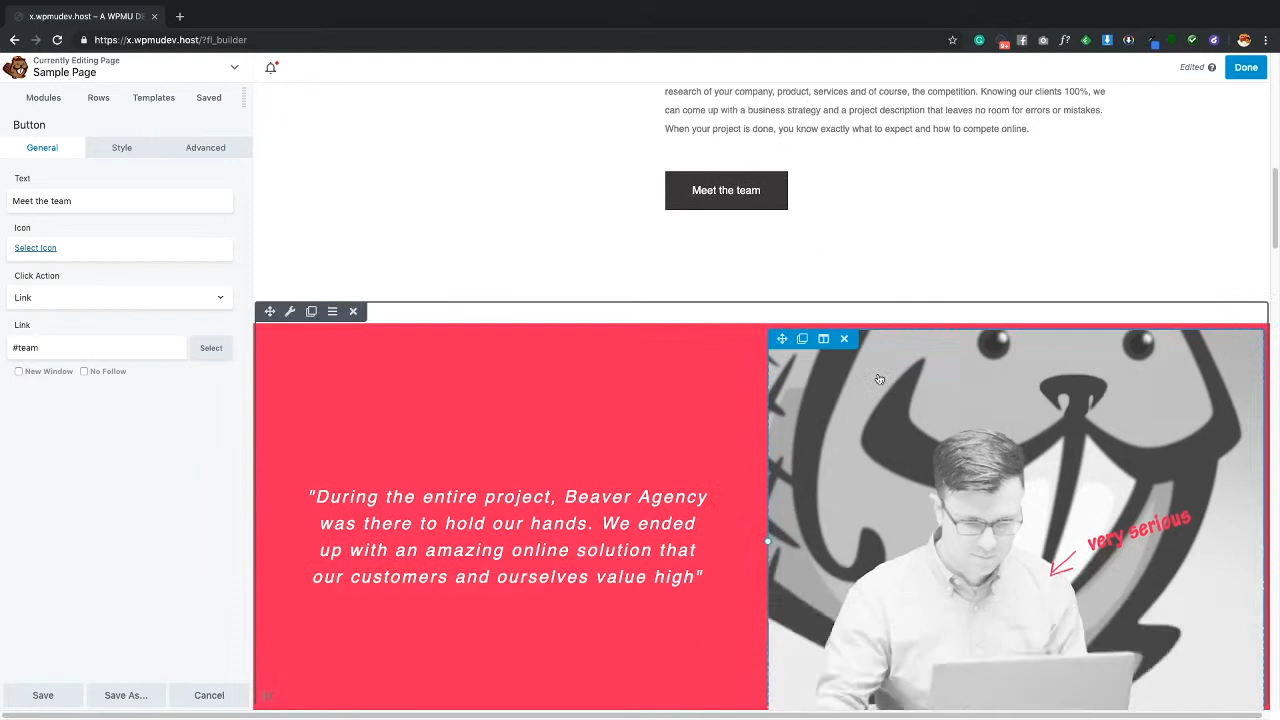 x.wpmudev.host – A WPMU DE
https://x.wpmudev.host/?fl_builder
Currently Editing Page
Sample Page
Edited
Done
Modules
Rows
Templates
Saved
Button
General
Style
Advanced
Text
Meet the team
Icon
Select Icon
Click Action
Link
Link
#team
Select
New Window
No Follow
Save
Save As...
Cancel
research of your company, product, services and of course, the competition. Knowing our clients 100%, we
can come up with a business strategy and a project description that leaves no room for errors or mistakes.
When your project is done, you know exactly what to expect and how to compete online.
Meet the team
"During the entire project, Beaver Agency
was there to hold our hands. We ended
up with an amazing online solution that
our customers and ourselves value high"
very serious